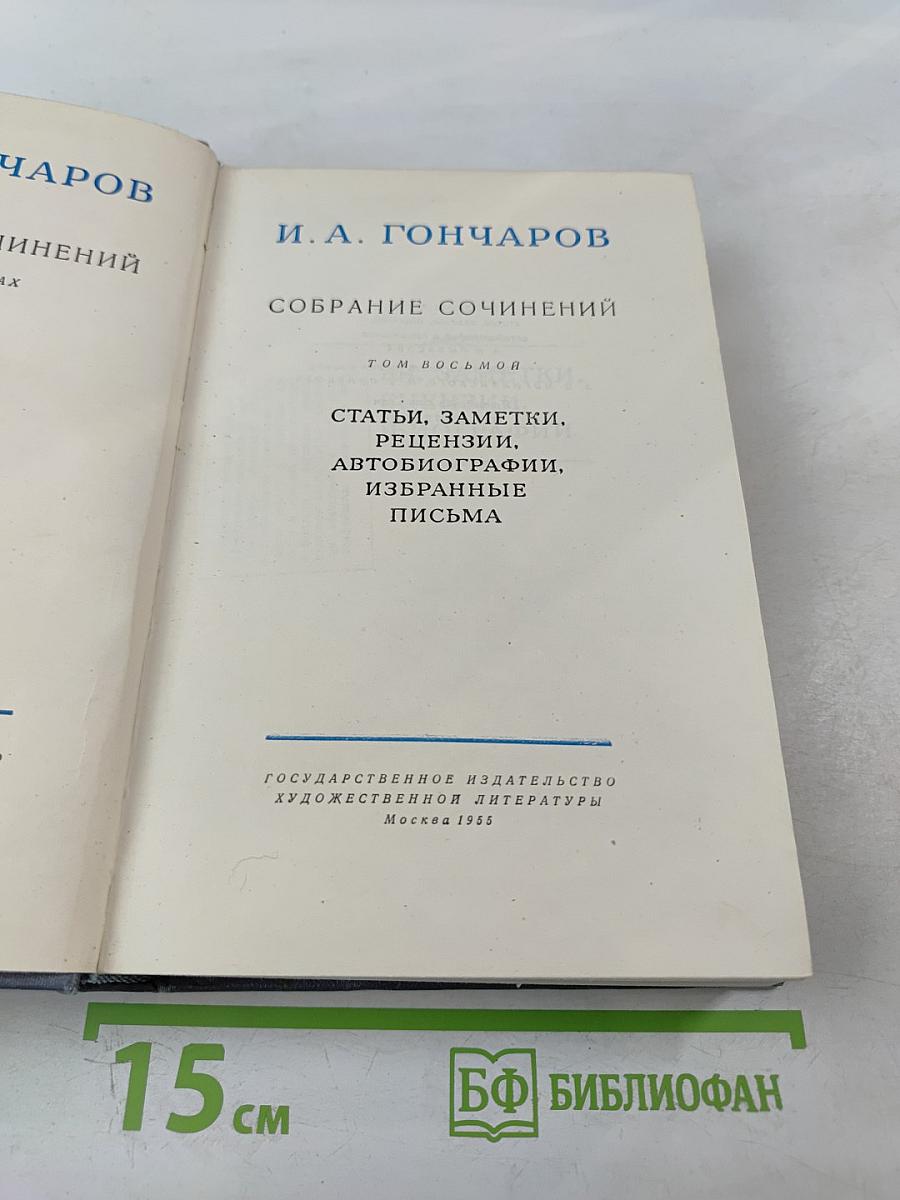 ЧАРОВ
ЧИНЕНИЙ
АХ
И. А. ГОНЧАРОВ
СОБРАНИЕ СОЧИНЕНИЙ
ТОМ ВОСЬМОЙ
СТАТЬИ, ЗАМЕТКИ,
РЕЦЕНЗИИ,
АВТОБИОГРАФИИ,
ИЗБРАННЫЕ
ПИСЬМА
ГОСУДАРСТВЕННОЕ ИЗДАТЕЛЬСТВО
ХУДОЖЕСТВЕННОЙ ЛИТЕРАТУРЫ
Москва 1955
15 см
БФ БИБЛИОФАН